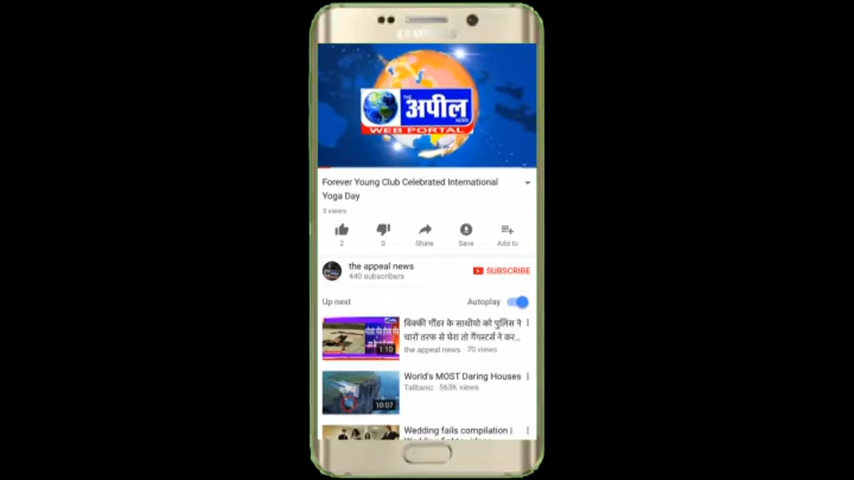 SAMSUNG
THE
अपील
NEWS
WEB PORTAL
Forever Young Club Celebrated International
Yoga Day
3 views
2
0
Share
Save
Add to
the appeal news
440 subscribers
SUBSCRIBE
Up next
Autoplay
विक्की गौंडर के साथीयो को पुलिस ने
चारों तरफ से घेरा तो गैंगस्टर्स ने कर...
the appeal news · 70 views
1:10
World's MOST Daring Houses
Talltanic · 563K views
10:07
Wedding fails compilation |